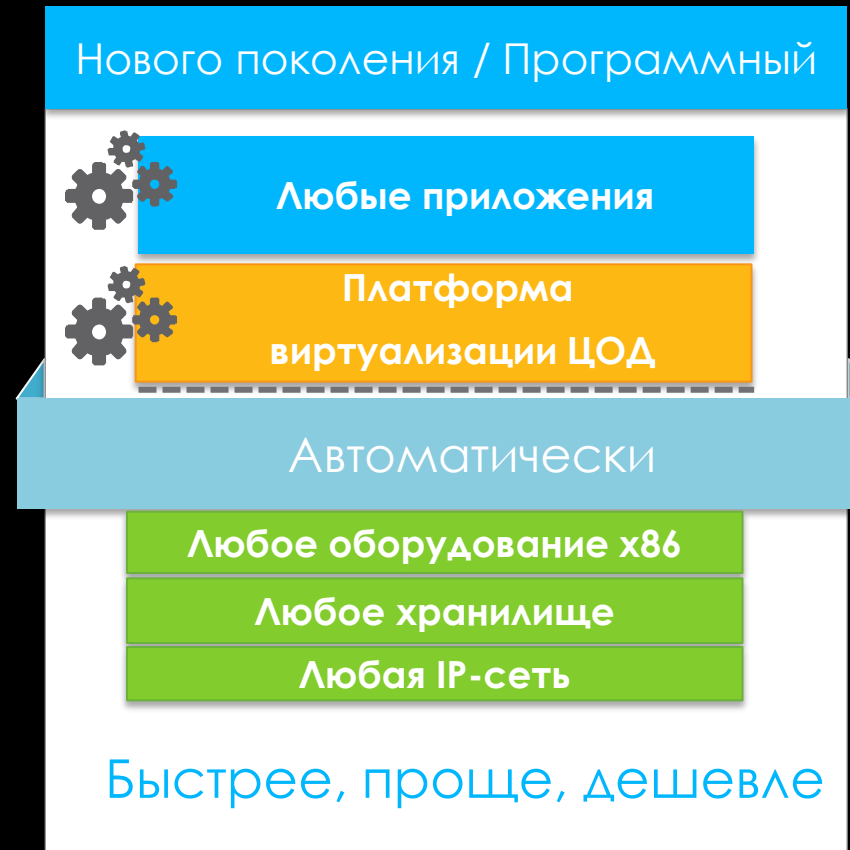 Нового поколения / Программный
Любые приложения
Платформа
виртуализации ЦОД
Автоматически
Любое оборудование x86
Любое хранилище
Любая IP-сеть
Быстрее, проще, дешевле